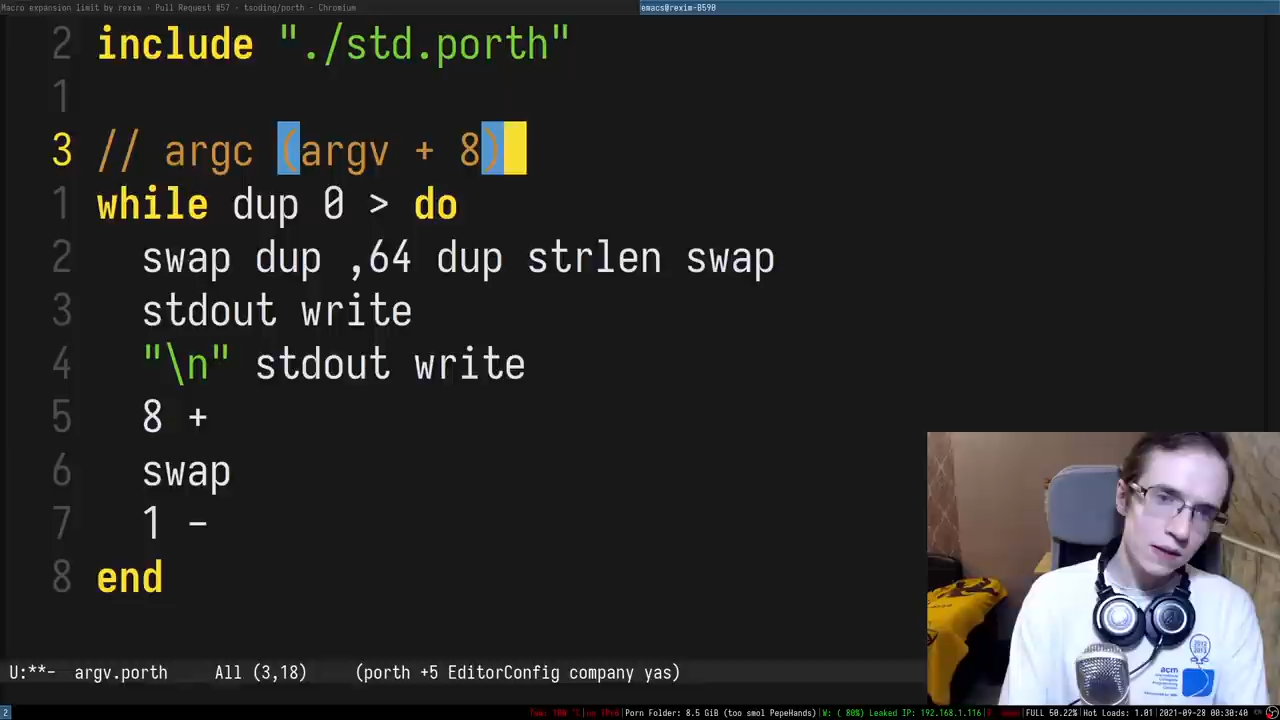 Macro expansion limit by rexim · Pull Request #57 · tsoding/porth - Chromium
emacs@rexim-B590
2 include "./std.porth"
1
3 // argc (argv + 8)
1 while dup 0 > do
2 swap dup ,64 dup strlen swap
3 stdout write
4 "\n" stdout write
5 8 +
6 swap
7 1 -
8 end
U:**- argv.porth All (3,18) (porth +5 EditorConfig company yas)
2
Porn Folder: 8.5 GiB (too smol PepeHands)|W: ( 80%) Leaked IP: 192.168.1.116| FULL 50.22%|Hot Loads: 1.01|2021-09-28 00:30:40
acm